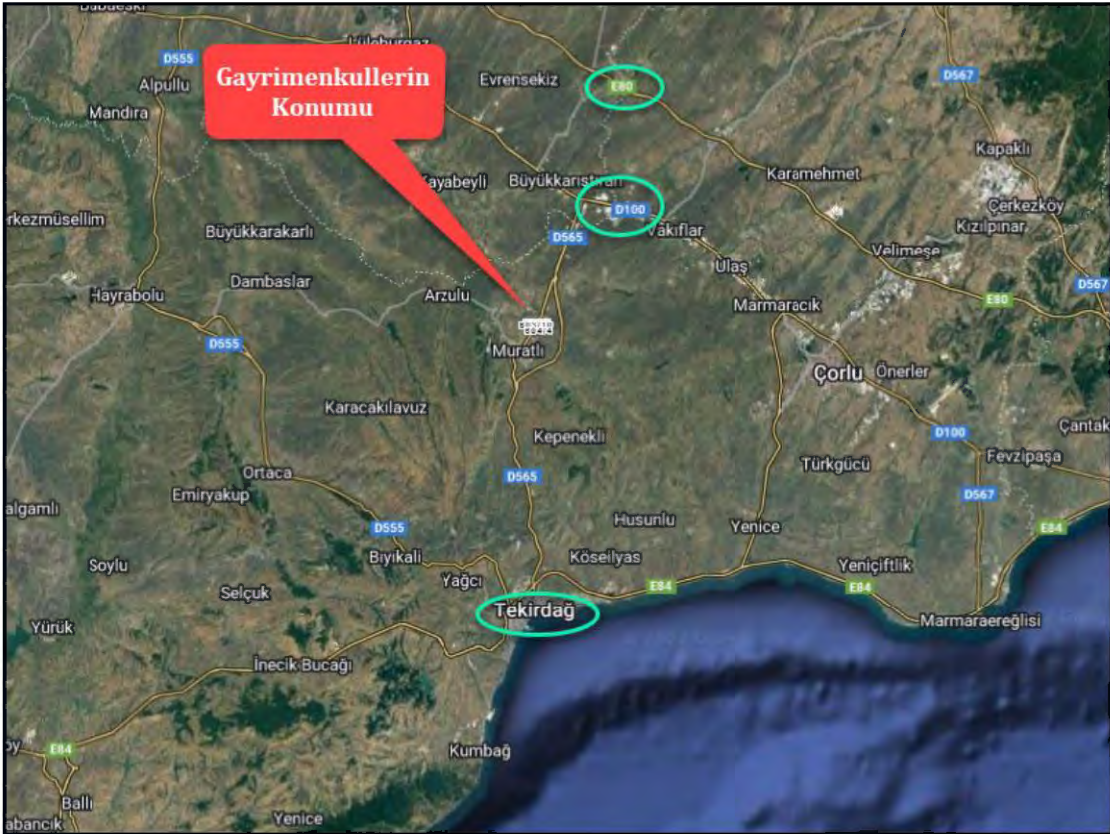 D555
Alpullu
Mandıra
Gayrimenkullerin
Konumu
Evrensekiz
E80
D567
Kapaklı
Karamehmet
Büyükkarıştıran
D100
Çerkezköy
Kızılpınar
Büyükkarakarlı
D565
Vakıflar
Velimeşe
Ulaş
Hayrabolu
Dambaslar
Arzulu
Marmaracık
E80
D567
D555
Muratlı
Çorlu
Önerler
Karacakılavuz
Kepenekli
D100
Çantak
Fevzipaşa
Türkgücü
Ortaca
D565
D567
Emiryakup
algamlı
D555
Husunlu
Yenice
E84
Soylu
Bıyıkali
Yağcı
Köseilyas
Yeniçiftlik
Selçuk
E84
E84
Tekirdağ
Marmaraereğlisi
Yürük
İnecik Bucağı
E84
Kumbağ
Ballı
Yenice
abancık